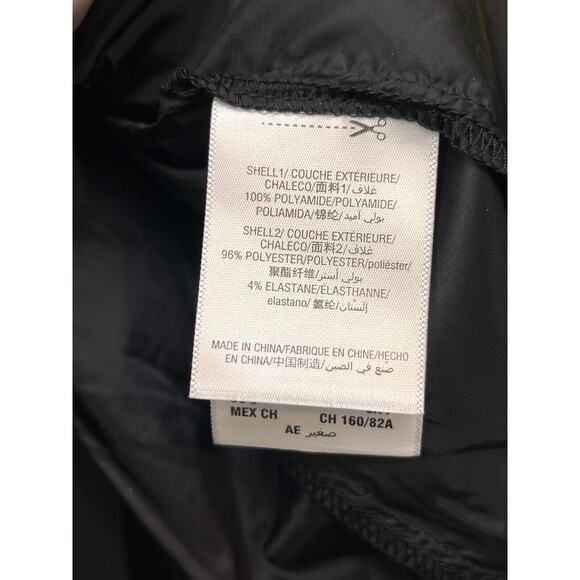 SHELL1/ COUCHE EXTÉRIEURE/
CHALECO/面料1/غلاف1/
100% POLYAMIDE/POLYAMIDE/
POLIAMIDA/锦纶/بولي أميد
SHELL2/ COUCHE EXTÉRIEURE/
CHALECO/面料2/غلاف2/
96% POLYESTER/POLYESTER/poliéster/
聚酯纤维/بولي أستر/
4% ELASTANE/ÉLASTHANNE/
elastano/ 氨纶/إلستان/
MADE IN CHINA/FABRIQUE EN CHINE/HECHO
EN CHINA/中国制造/صنع في الصين
MEX CH CH 160/82A
AE صغير